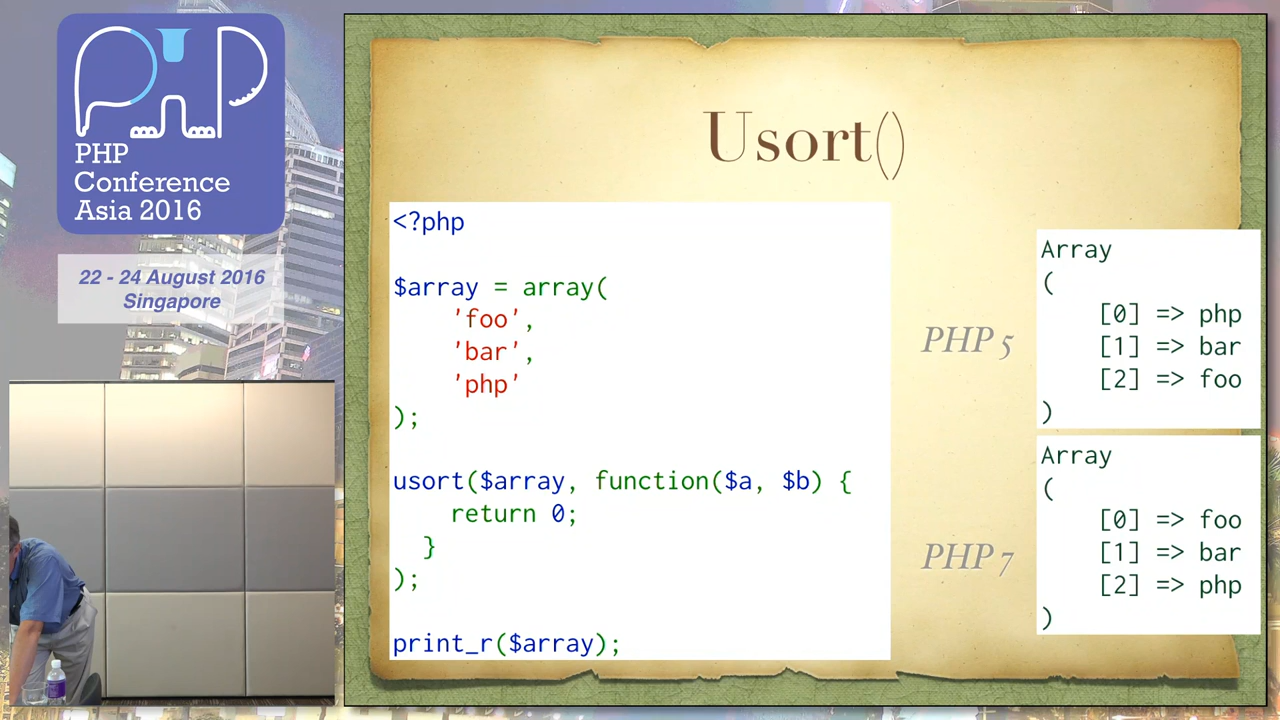 PHP
PHP
Conference
Asia 2016
22 - 24 August 2016
Singapore
Usort()
<?php
$array = array(
    'foo',
    'bar',
    'php'
);
usort($array, function($a, $b) {
    return 0;
  }
);
print_r($array);
PHP 5
Array
(
    [0] => php
    [1] => bar
    [2] => foo
)
PHP 7
Array
(
    [0] => foo
    [1] => bar
    [2] => php
)